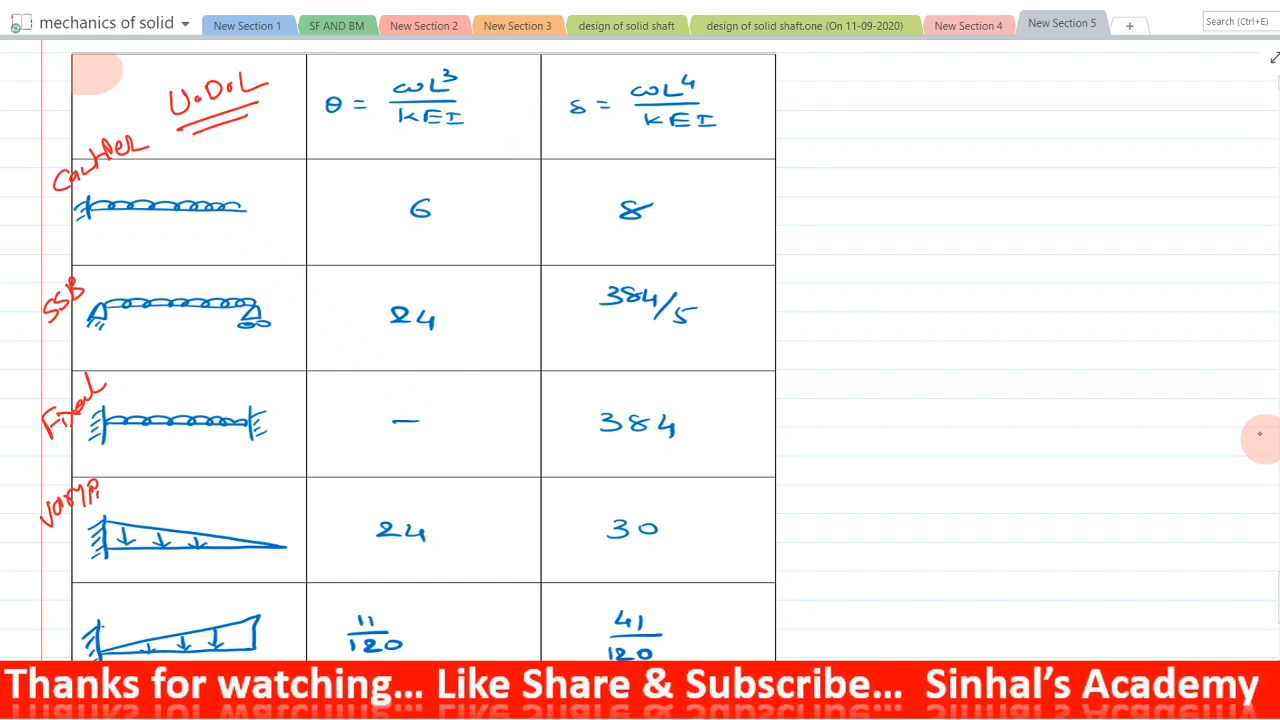 mechanics of solid
New Section 1
SF AND BM
New Section 2
New Section 3
design of solid shaft
design of solid shaft.one (On 11-09-2020)
New Section 4
New Section 5
+
Search (Ctrl+E)
U.D.L
θ = ωL³/KEI
δ = ωL⁴/KEI
6
8
SSB
24
384/5
Fixed
—
384
24
30
11/120
41/120
Thanks for watching... Like Share & Subscribe... Sinhal's Academy